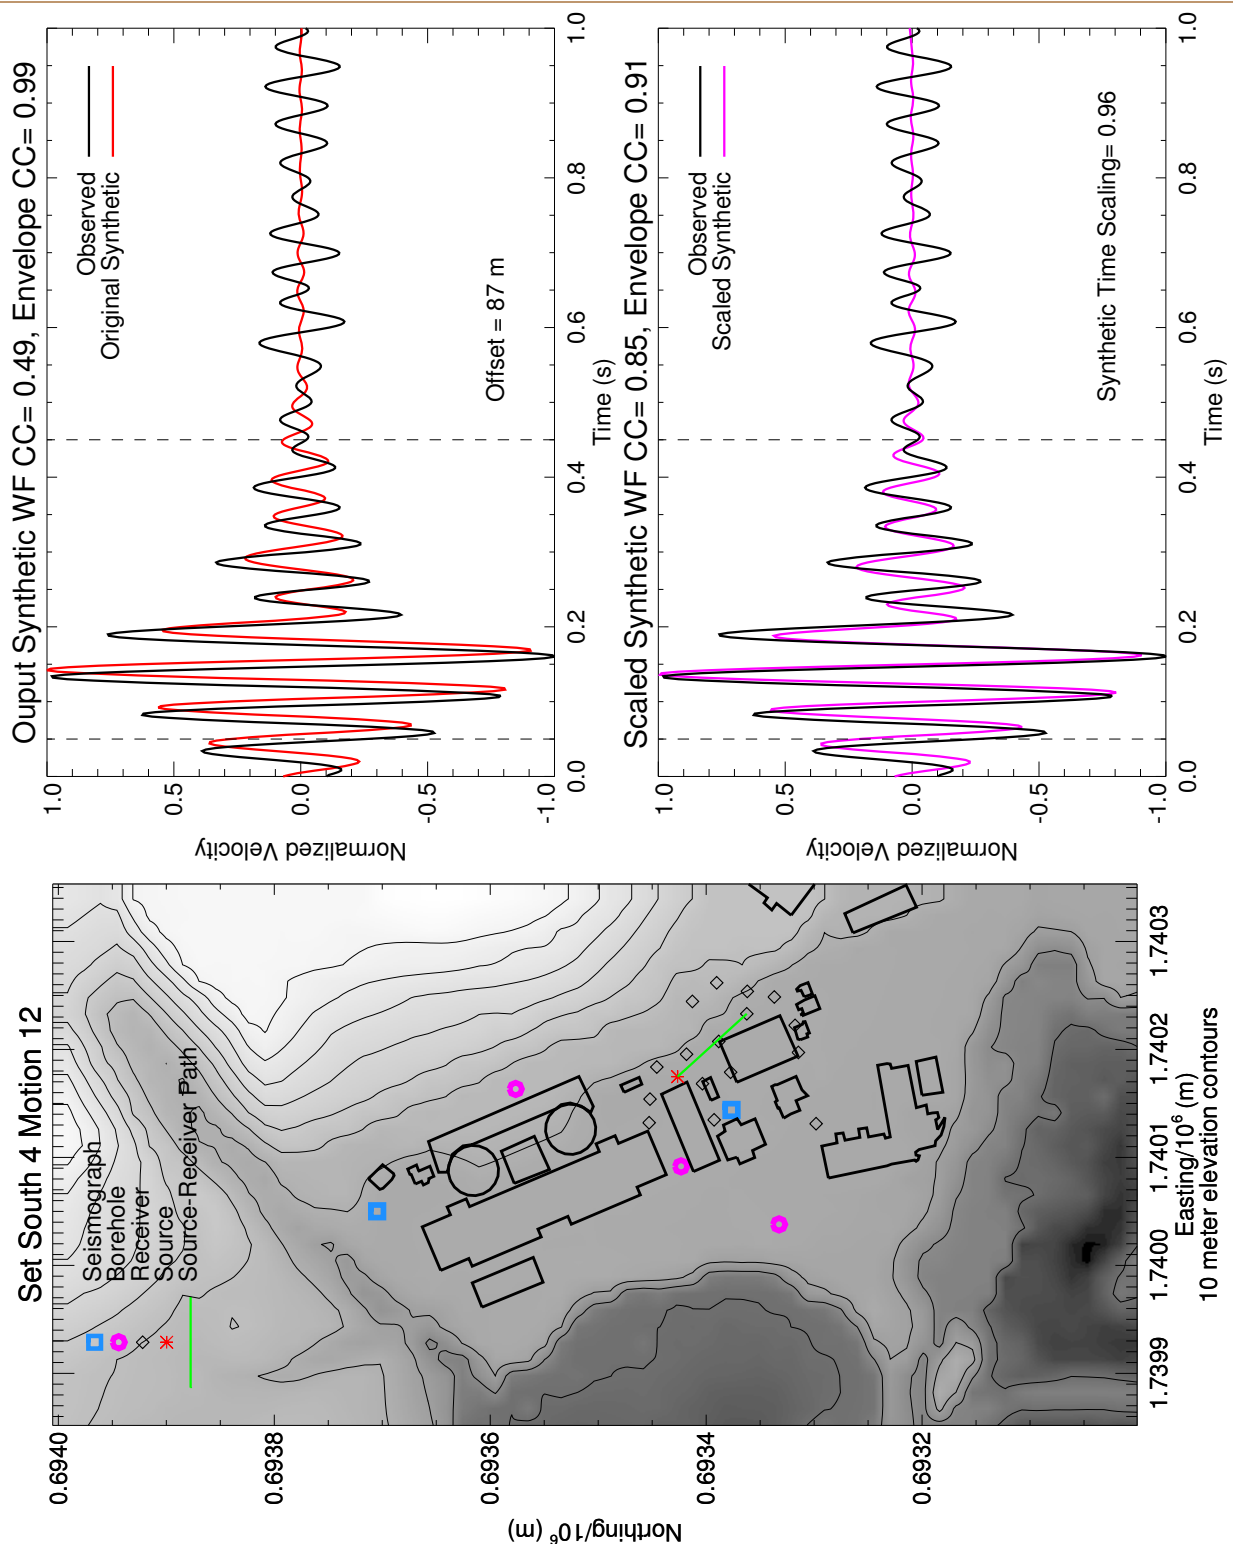 Set South 4 Motion 12
Seismograph
Borehole
Receiver
Source
Source-Receiver Path
0.6940
0.6938
0.6936
0.6934
0.6932
Northing/10⁶ (m)
1.7399
1.7400
1.7401
1.7402
1.7403
Easting/10⁶ (m)
10 meter elevation contours
Ouput Synthetic WF CC= 0.49, Envelope CC= 0.99
Observed
Original Synthetic
Offset = 87 m
1.0
0.5
0.0
-0.5
-1.0
Normalized Velocity
0.0
0.2
0.4
0.6
0.8
1.0
Time (s)
Scaled Synthetic WF CC= 0.85, Envelope CC= 0.91
Observed
Scaled Synthetic
Synthetic Time Scaling= 0.96
1.0
0.5
0.0
-0.5
-1.0
Normalized Velocity
0.0
0.2
0.4
0.6
0.8
1.0
Time (s)